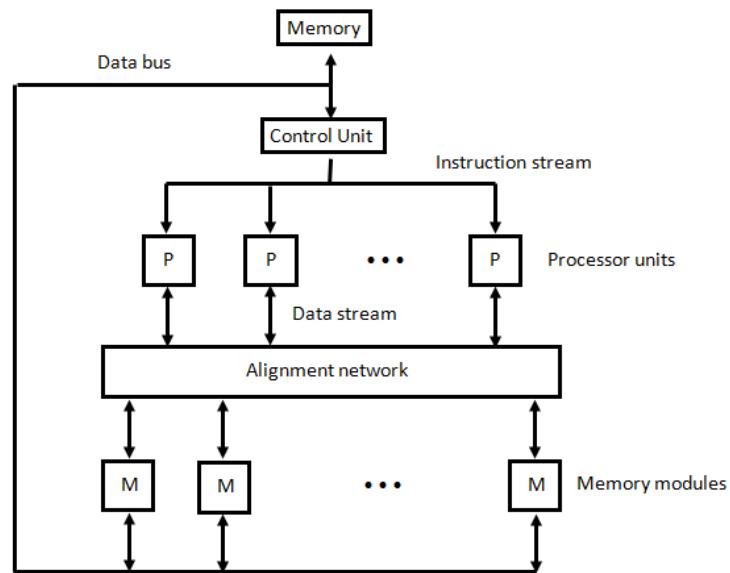 Memory
Data bus
Control Unit
Instruction stream
P P ••• P Processor units
Data stream
Alignment network
M M ••• M Memory modules